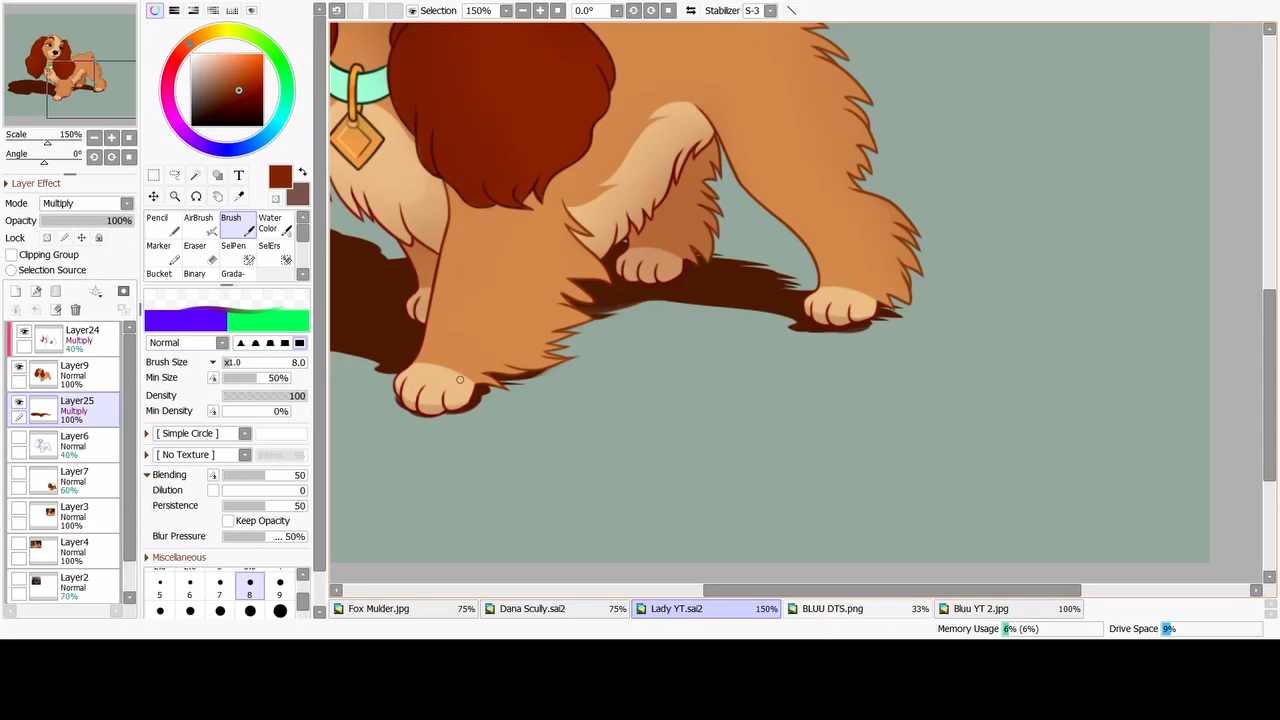 Selection 150% 0.0° Stabilizer S-3
Scale 150%
Angle 0°
Layer Effect
Mode Multiply
Opacity 100%
Lock
Clipping Group
Selection Source
Layer24
Multiply
40%
Layer9
Normal
100%
Layer25
Multiply
100%
Layer6
Normal
40%
Layer7
Normal
60%
Layer3
Normal
100%
Layer4
Normal
100%
Layer2
Normal
70%
T
Pencil AirBrush Brush Water Color
Marker Eraser SelPen SelErs
Bucket Binary Grada-
Normal
Brush Size x1.0 8.0
Min Size 50%
Density 100
Min Density 0%
[ Simple Circle ]
[ No Texture ]
Blending 50
Dilution 0
Persistence 50
Keep Opacity
Blur Pressure ... 50%
Miscellaneous
5 6 7 8 9
Fox Mulder.jpg 75% Dana Scully.sai2 75% Lady YT.sai2 150% BLUU DTS.png 33% Bluu YT 2.jpg 100%
Memory Usage 6% (6%) Drive Space 9%